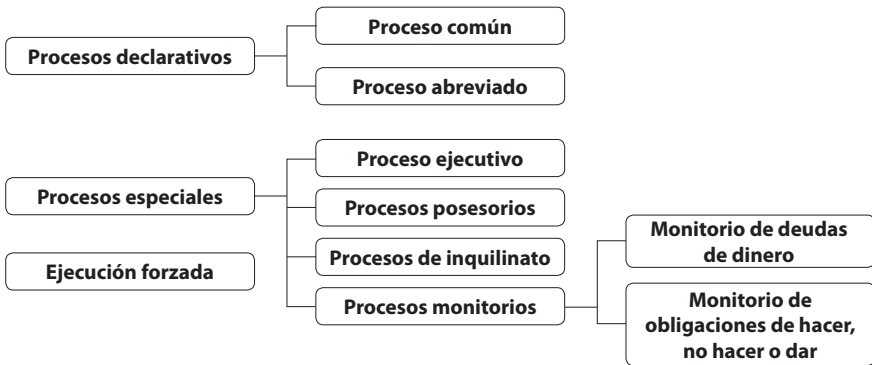 Procesos declarativos
Proceso común
Proceso abreviado
Procesos especiales
Proceso ejecutivo
Procesos posesorios
Procesos de inquilinato
Procesos monitorios
Monitorio de deudas
de dinero
Monitorio de
obligaciones de hacer,
no hacer o dar
Ejecución forzada